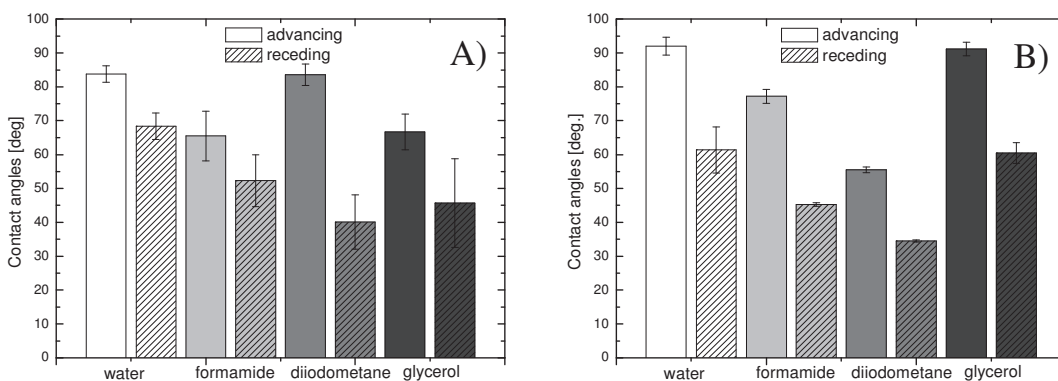 100
90
80
70
60
50
40
30
20
10
0
Contact angles [deg]
advancing
receding
A)
water formamide diiodometane glycerol
100
90
80
70
60
50
40
30
20
10
0
Contact angles [deg.]
advancing
receding
B)
water formamide diiodometane glycerol